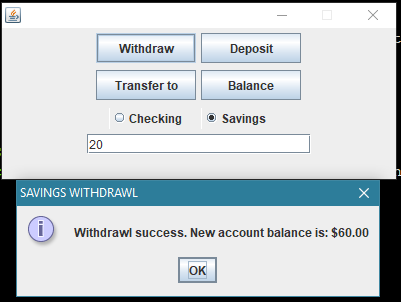 Withdraw Deposit
Transfer to Balance
Checking Savings
20
SAVINGS WITHDRAWL
Withdrawl success. New account balance is: $60.00
OK